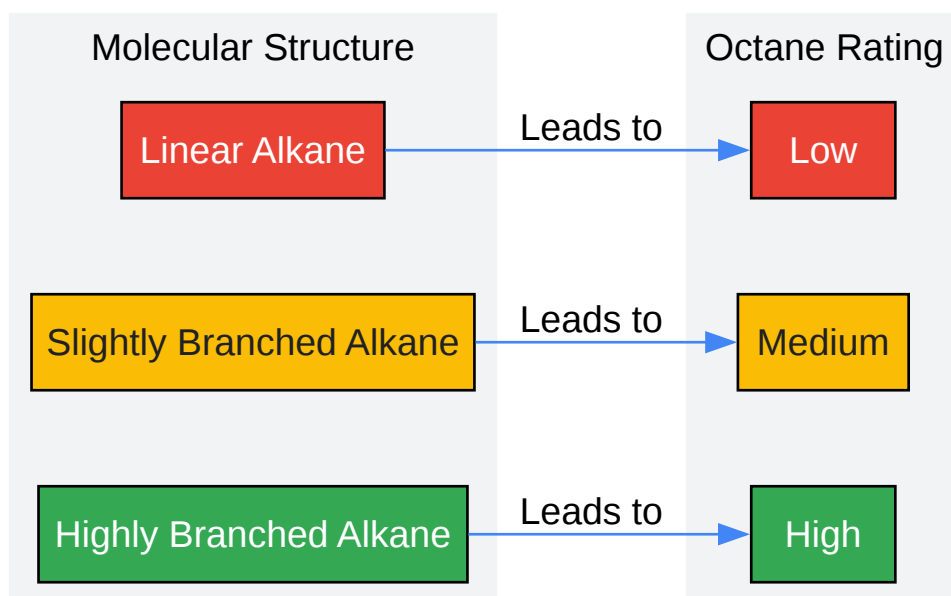 Molecular Structure
Octane Rating
Linear Alkane
Leads to
Low
Slightly Branched Alkane
Leads to
Medium
Highly Branched Alkane
Leads to
High